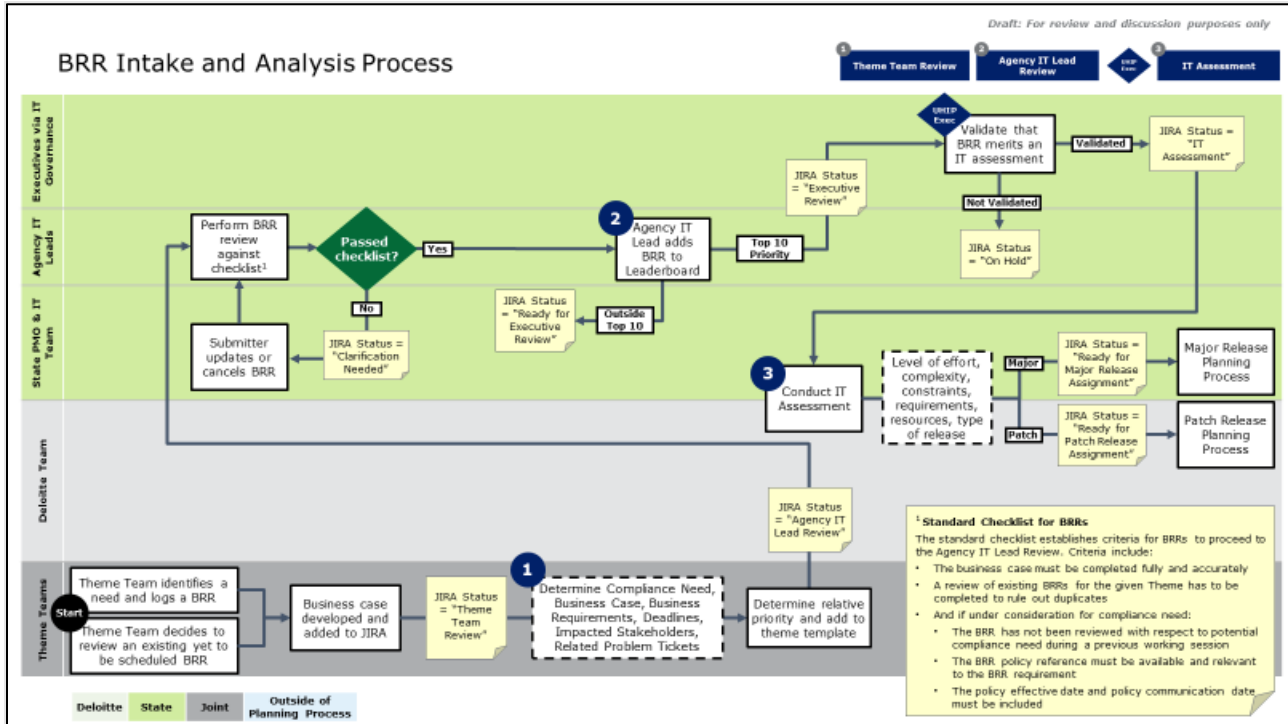 Draft: For review and discussion purposes only
BRR Intake and Analysis Process
1
Theme Team Review
2
Agency IT Lead
Review
UHIP
Exec
3
IT Assessment
Executives via IT
Governance
UHIP
Exec
Validate that
BRR merits an
IT assessment
Validated
JIRA Status =
"IT
Assessment"
JIRA Status
= "Executive
Review"
Not Validated
JIRA Status
= "On Hold"
Agency IT
Leads
Perform BRR
review
against
checklist1
Passed
checklist?
Yes
2
Agency IT
Lead adds
BRR to
Leaderboard
Top 10
Priority
State PMO & IT
Team
No
Submitter
updates or
cancels BRR
JIRA Status =
"Clarification
Needed"
JIRA Status
= "Ready for
Executive
Review"
Outside
Top 10
3
Conduct IT
Assessment
Level of effort,
complexity,
constraints,
requirements,
resources, type
of release
Major
JIRA Status =
"Ready for
Major Release
Assignment"
Major Release
Planning
Process
Patch
JIRA Status =
"Ready for
Patch Release
Assignment"
Patch Release
Planning
Process
Deloitte Team
JIRA Status
= "Agency IT
Lead Review"
Theme Teams
Start
Theme Team identifies a
need and logs a BRR
Theme Team decides to
review an existing yet to
be scheduled BRR
Business case
developed and
added to JIRA
JIRA Status
= "Theme
Team
Review"
1
Determine Compliance Need,
Business Case, Business
Requirements, Deadlines,
Impacted Stakeholders,
Related Problem Tickets
Determine relative
priority and add to
theme template
1 Standard Checklist for BRRs
The standard checklist establishes criteria for BRRs to proceed to
the Agency IT Lead Review. Criteria include:
• The business case must be completed fully and accurately
• A review of existing BRRs for the given Theme has to be
completed to rule out duplicates
• And if under consideration for compliance need:
• The BRR has not been reviewed with respect to potential
compliance need during a previous working session
• The BRR policy reference must be available and relevant
to the BRR requirement
• The policy effective date and policy communication date
must be included
Deloitte
State
Joint
Outside of
Planning Process